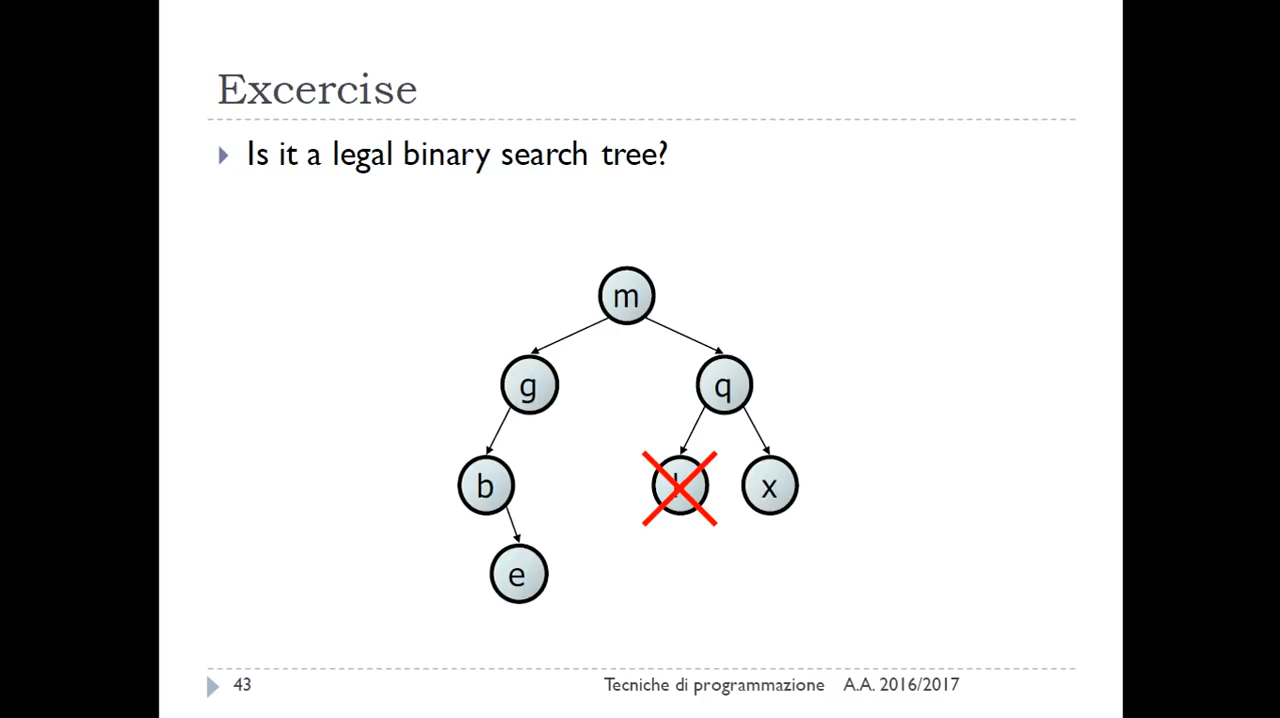 Excercise
Is it a legal binary search tree?
m
g
q
b
x
e
43
Tecniche di programmazione A.A. 2016/2017